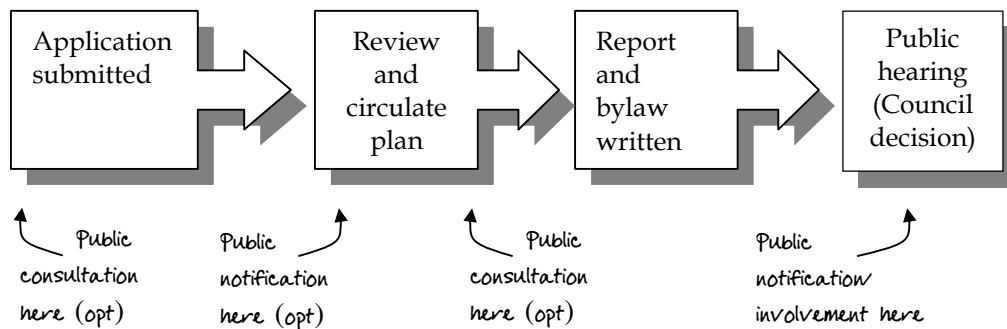 Application
submitted
Review
and
circulate
plan
Report
and
bylaw
written
Public
hearing
(Council
decision)
Public
consultation
here (opt)
Public
notification
here (opt)
Public
consultation
here (opt)
Public
notification/
involvement here